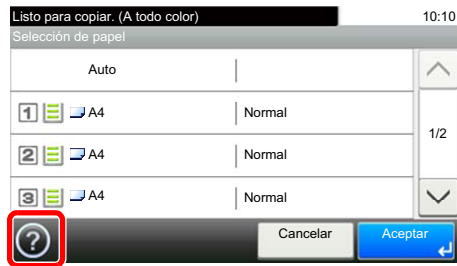 Listo para copiar. (A todo color) 10:10
Selección de papel
Auto
1 A4 Normal
2 A4 Normal
1/2
3 A4 Normal
? Cancelar Aceptar